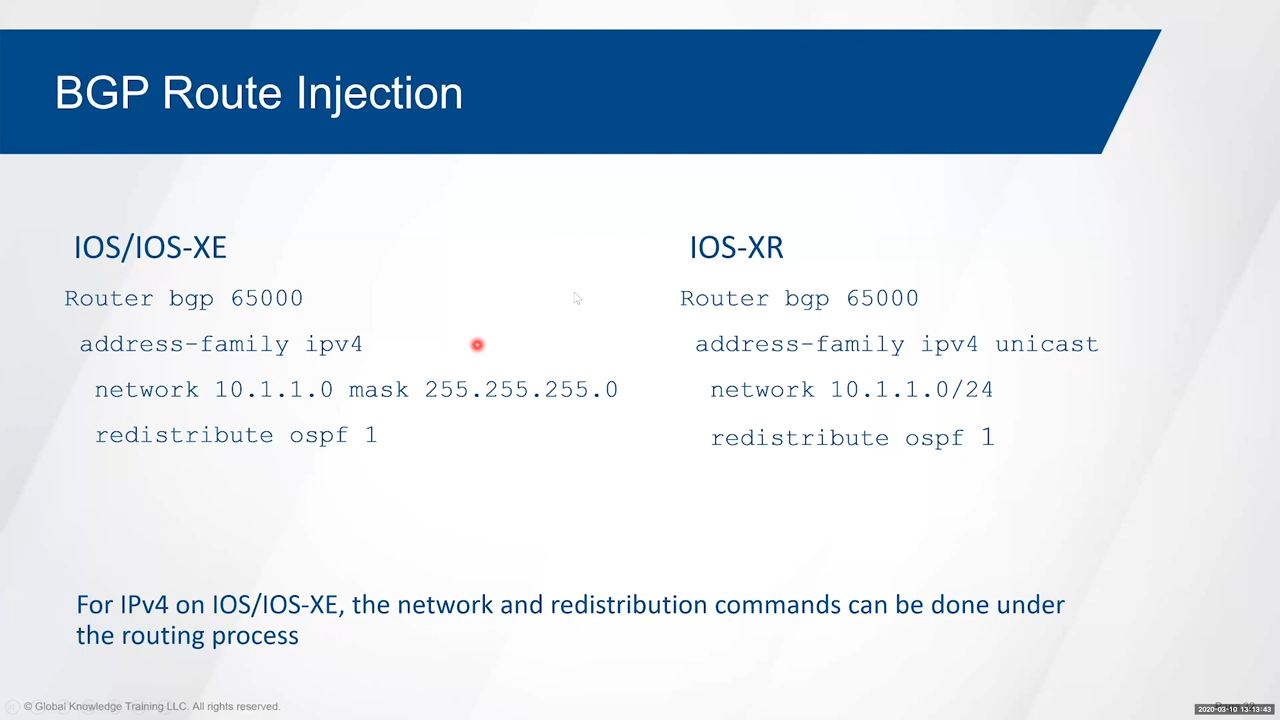 BGP Route Injection
IOS/IOS-XE
Router bgp 65000
address-family ipv4
network 10.1.1.0 mask 255.255.255.0
redistribute ospf 1
IOS-XR
Router bgp 65000
address-family ipv4 unicast
network 10.1.1.0/24
redistribute ospf 1
For IPv4 on IOS/IOS-XE, the network and redistribution commands can be done under
the routing process
© Global Knowledge Training LLC. All rights reserved.
2020-03-10 13:13:43